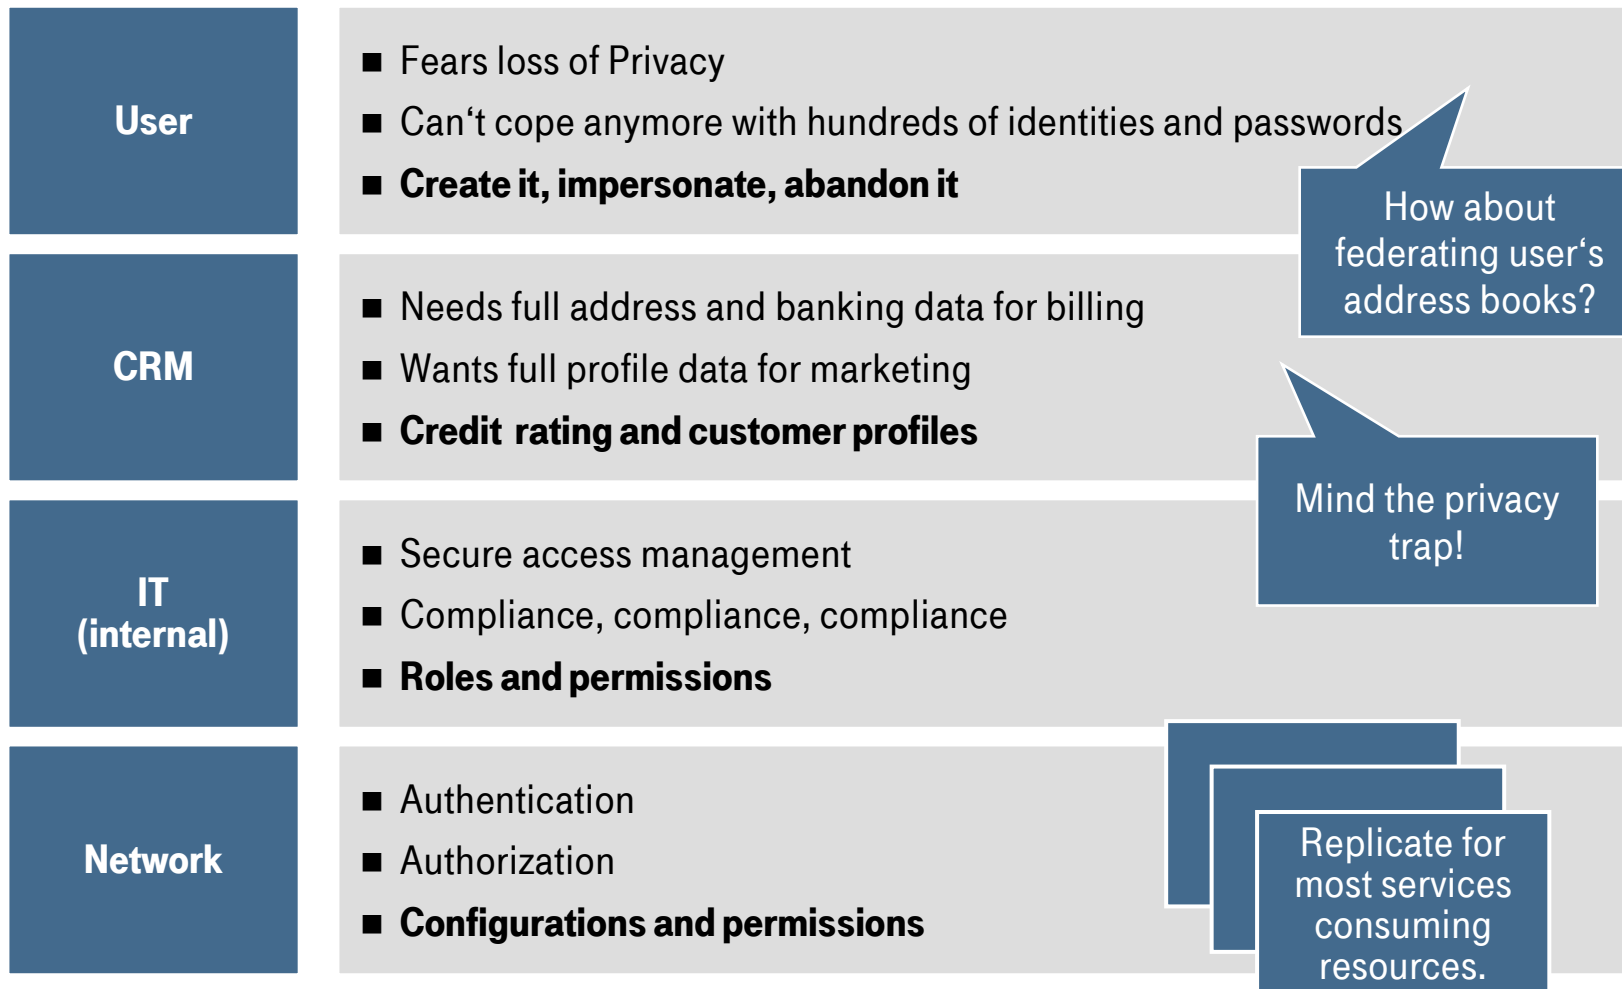 User
■ Fears loss of Privacy
■ Can‘t cope anymore with hundreds of identities and passwords
■ Create it, impersonate, abandon it
How about
federating user‘s
address books?
CRM
■ Needs full address and banking data for billing
■ Wants full profile data for marketing
■ Credit rating and customer profiles
Mind the privacy
trap!
IT
(internal)
■ Secure access management
■ Compliance, compliance, compliance
■ Roles and permissions
Network
■ Authentication
■ Authorization
■ Configurations and permissions
Replicate for
most services
consuming
resources.